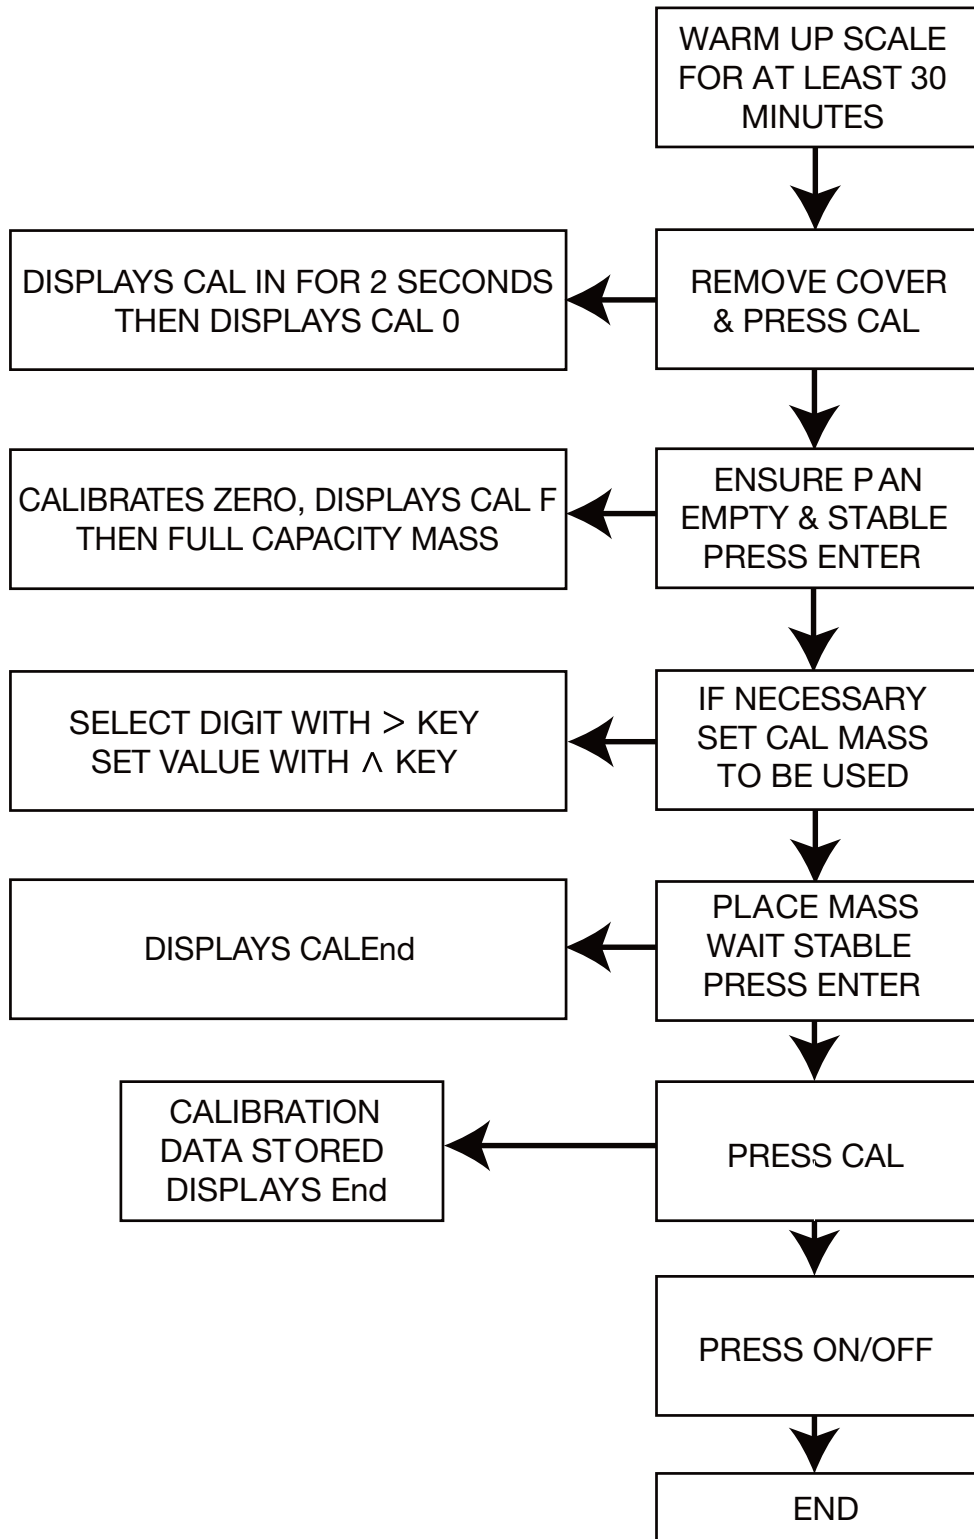 WARM UP SCALE
FOR AT LEAST 30
MINUTES
DISPLAYS CAL IN FOR 2 SECONDS
THEN DISPLAYS CAL 0
REMOVE COVER
& PRESS CAL
CALIBRATES ZERO, DISPLAYS CAL F
THEN FULL CAPACITY MASS
ENSURE PAN
EMPTY & STABLE
PRESS ENTER
SELECT DIGIT WITH > KEY
SET VALUE WITH ∧ KEY
IF NECESSARY
SET CAL MASS
TO BE USED
DISPLAYS CALEnd
PLACE MASS
WAIT STABLE
PRESS ENTER
CALIBRATION
DATA STORED
DISPLAYS End
PRESS CAL
PRESS ON/OFF
END